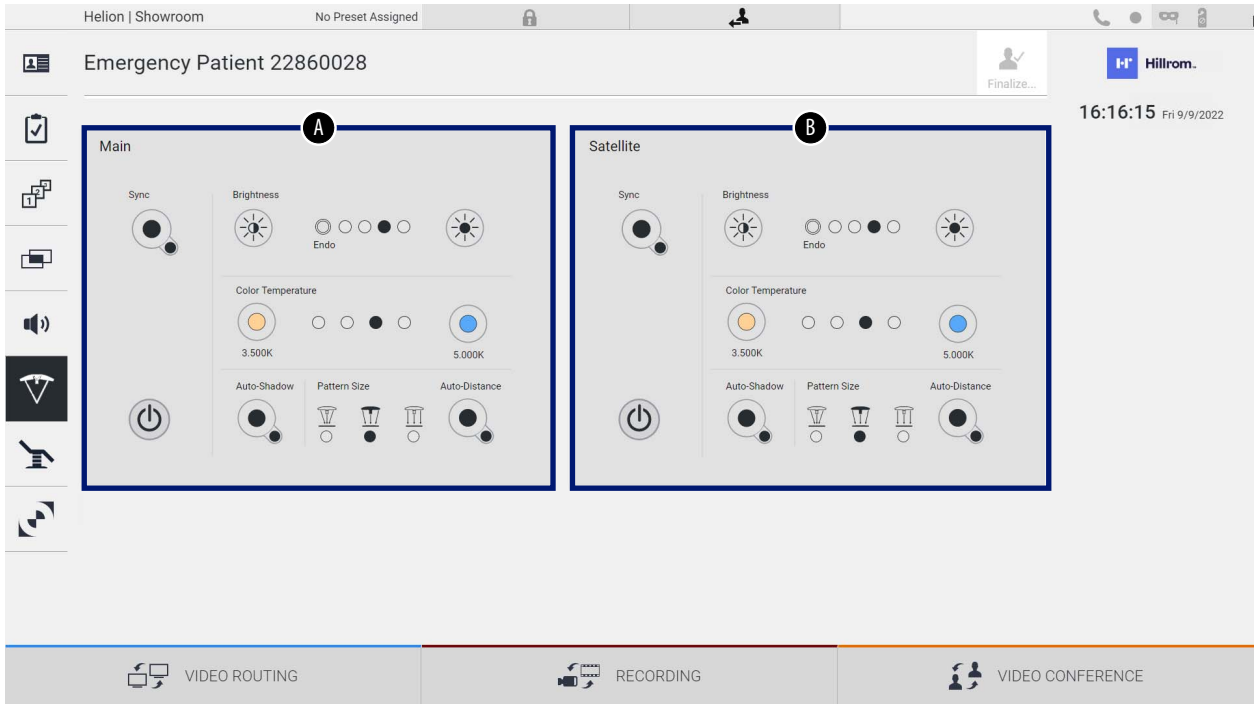 Helion | Showroom
No Preset Assigned
Emergency Patient 22860028
Finalize...
H·r Hillrom™
16:16:15 Fri 9/9/2022
A
B
Main
Sync
Brightness
Endo
Color Temperature
3.500K
5.000K
Auto-Shadow
Pattern Size
Auto-Distance
Satellite
Sync
Brightness
Endo
Color Temperature
3.500K
5.000K
Auto-Shadow
Pattern Size
Auto-Distance
VIDEO ROUTING
RECORDING
VIDEO CONFERENCE